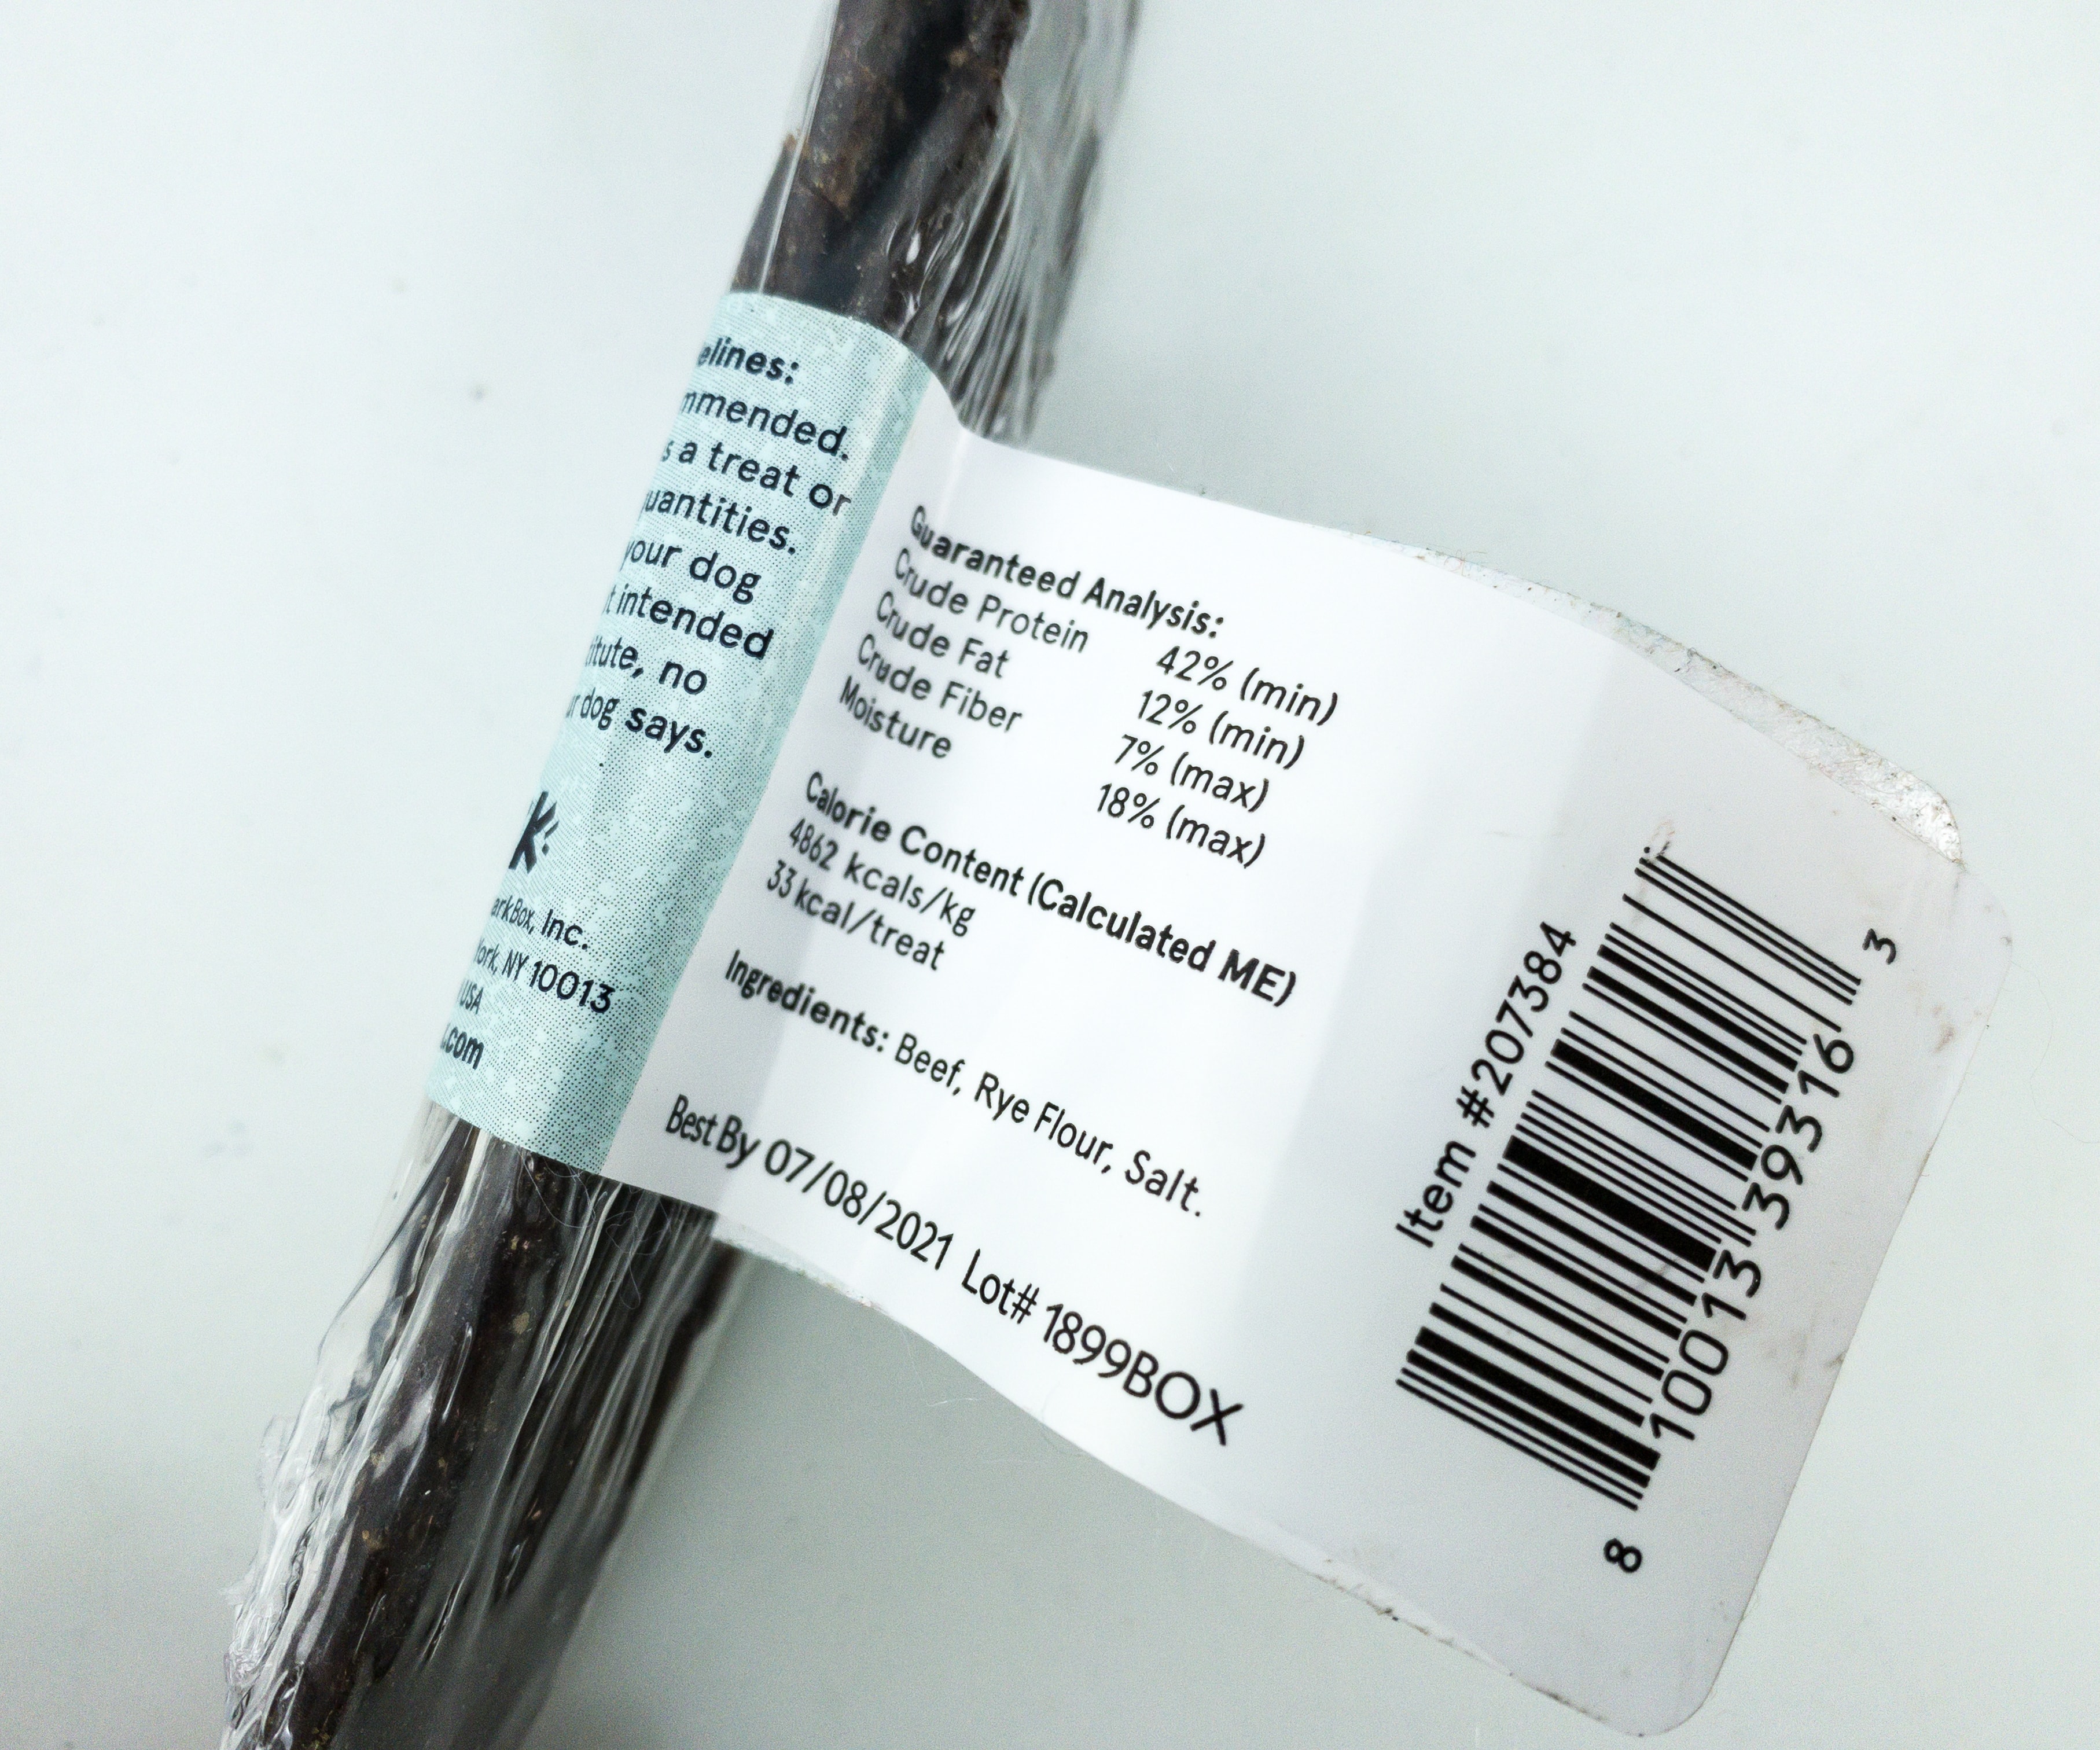 elines:
mmended.
s a treat or
uantities.
your dog
t intended
titute, no
r dog says.
k
arkBox, Inc.
York, NY 10013
USA
.com
Guaranteed Analysis:
Crude Protein 42% (min)
Crude Fat 12% (min)
Crude Fiber 7% (max)
Moisture 18% (max)
Calorie Content (Calculated ME)
4862 kcals/kg
33 kcal/treat
Ingredients: Beef, Rye Flour, Salt.
Best By 07/08/2021 Lot# 1899BOX
Item #207384
8 10013 39316 3